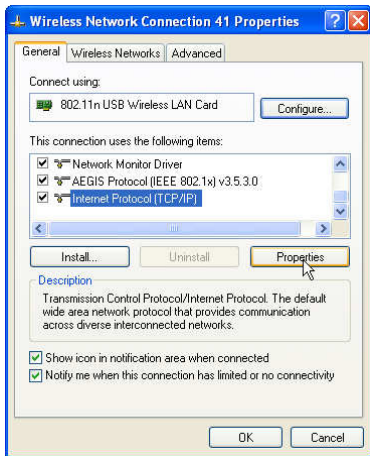 Wireless Network Connection 41 Properties
General Wireless Networks Advanced
Connect using:
802.11n USB Wireless LAN Card Configure...
This connection uses the following items:
Network Monitor Driver
AEGIS Protocol (IEEE 802.1x) v3.5.3.0
Internet Protocol (TCP/IP)
Install... Uninstall Properties
Description
Transmission Control Protocol/Internet Protocol. The default
wide area network protocol that provides communication
across diverse interconnected networks.
Show icon in notification area when connected
Notify me when this connection has limited or no connectivity
OK Cancel